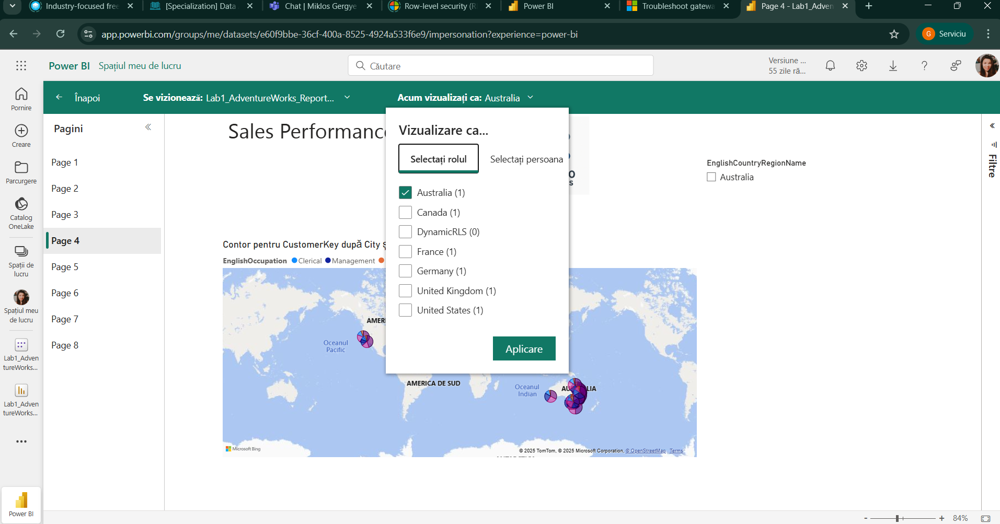 Industry-focused free
[Specialization] Data
Chat | Miklos Gergye
Row-level security (R
Power BI
Troubleshoot gatewa
Page 4 - Lab1_Adven
app.powerbi.com/groups/me/datasets/e60f9bbe-36cf-400a-8525-4924a533f6e9/impersonation?experience=power-bi
G Serviciu
Power BI Spațiul meu de lucru
Căutare
Versiune ...
55 zile ră...
Înapoi
Se vizionează: Lab1_AdventureWorks_Report...
Acum vizualizați ca: Australia
Pornire
Creare
Parcurgere
Catalog
OneLake
Spații de
lucru
Spațiul meu
de lucru
Lab1_Adven
tureWorks...
Lab1_Adven
tureWorks...
Power BI
Pagini
Page 1
Page 2
Page 3
Page 4
Page 5
Page 6
Page 7
Page 8
Sales Performance
Vizualizare ca...
Selectați rolul
Selectați persoana
Australia (1)
Canada (1)
DynamicRLS (0)
France (1)
Germany (1)
United Kingdom (1)
United States (1)
Aplicare
EnglishCountryRegionName
Australia
Filtre
Contor pentru CustomerKey după City ș
EnglishOccupation Clerical Management
AMER
Oceanul
Pacific
AMERICA DE SUD
Oceanul
Indian
AU LIA
Microsoft Bing
© 2025 TomTom, © 2025 Microsoft Corporation, © OpenStreetMap Terms
84%